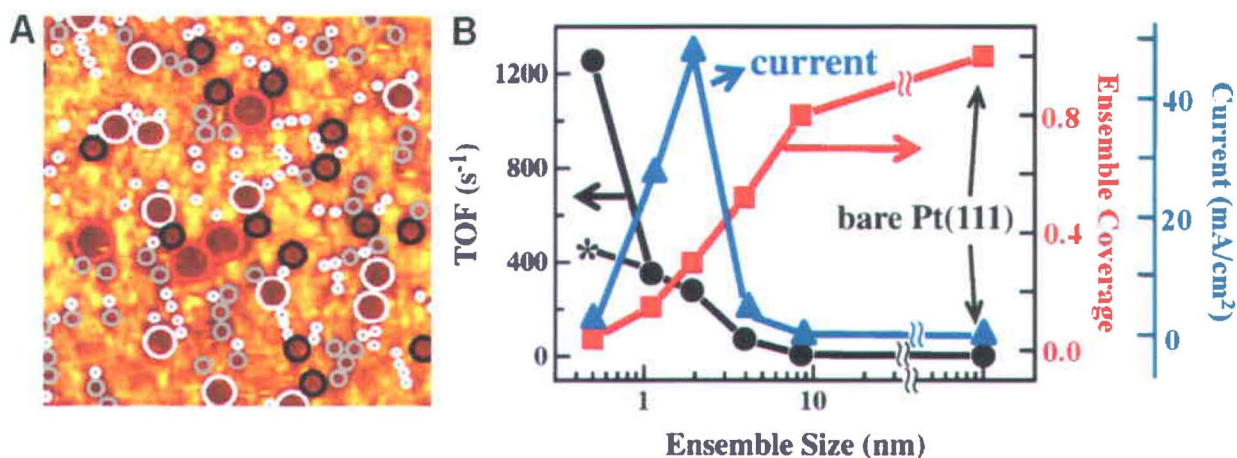 A
B
1200
800
400
0
TOF (s⁻¹)
*
current
bare Pt(111)
1
10
Ensemble Size (nm)
0.8
0.4
0.0
Ensemble Coverage
40
20
0
Current (mA/cm²)